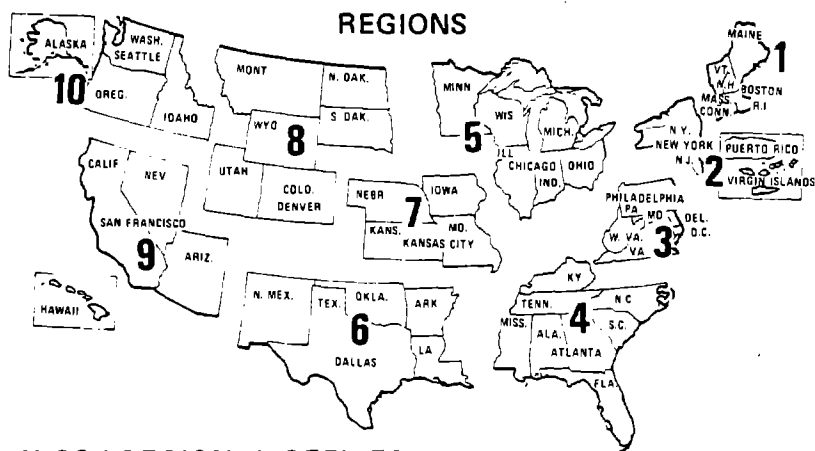 REGIONS
ALASKA
10
WASH.
SEATTLE
OREG.
IDAHO
MONT
N. DAK.
S DAK.
WYO
8
UTAH
COLO.
DENVER
MINN
WIS
MICH.
5
ILL
CHICAGO
IND.
OHIO
MAINE
1
VT.
N.H
BOSTON
MASS.
CONN.
R.I
N.Y.
NEW YORK
N.J.
2
PUERTO RICO
VIRGIN ISLANDS
PHILADELPHIA
PA
MD
DEL.
D.C.
W. VA.
VA
3
CALIF
NEV
SAN FRANCISCO
9
ARIZ.
HAWAII
NEBR
IOWA
7
KANS.
MO.
KANSAS CITY
N. MEX.
TEX.
OKLA.
ARK
6
LA
DALLAS
KY
TENN.
N C
4
MISS.
ALA.
S.C.
ATLANTA
FLA.